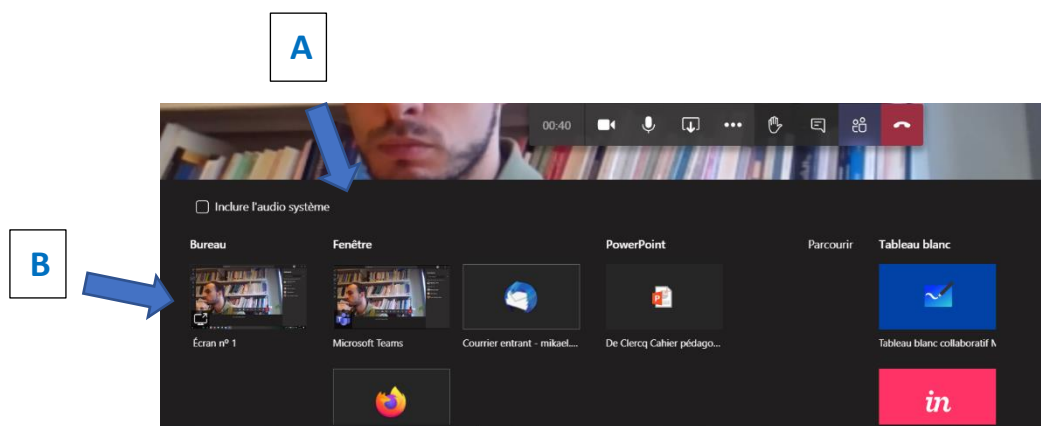 A
00:40
Inclure l'audio système
Bureau
Fenêtre
PowerPoint
Parcourir
Tableau blanc
B
Écran nº 1
Microsoft Teams
Courrier entrant - mikael....
De Clercq Cahier pédago...
Tableau blanc collaboratif M
in